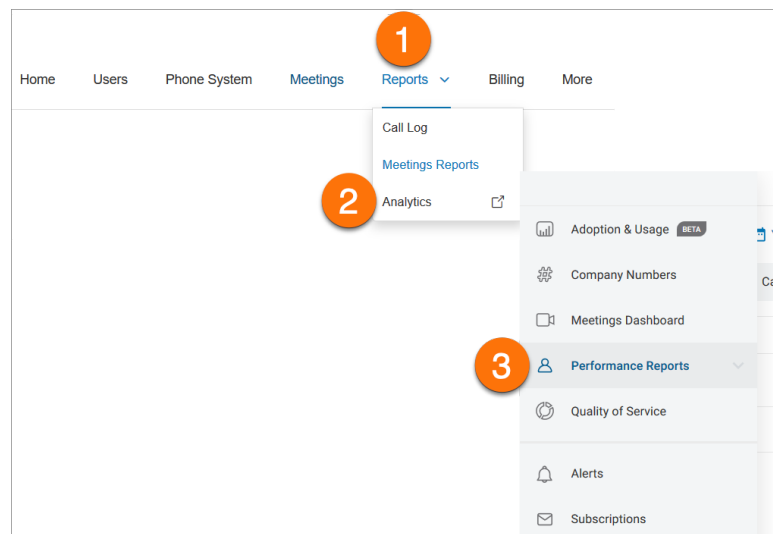 1
Home Users Phone System Meetings Reports Billing More
Call Log
Meetings Reports
2 Analytics
Adoption & Usage BETA
Company Numbers
Ca
Meetings Dashboard
3 Performance Reports
Quality of Service
Alerts
Subscriptions